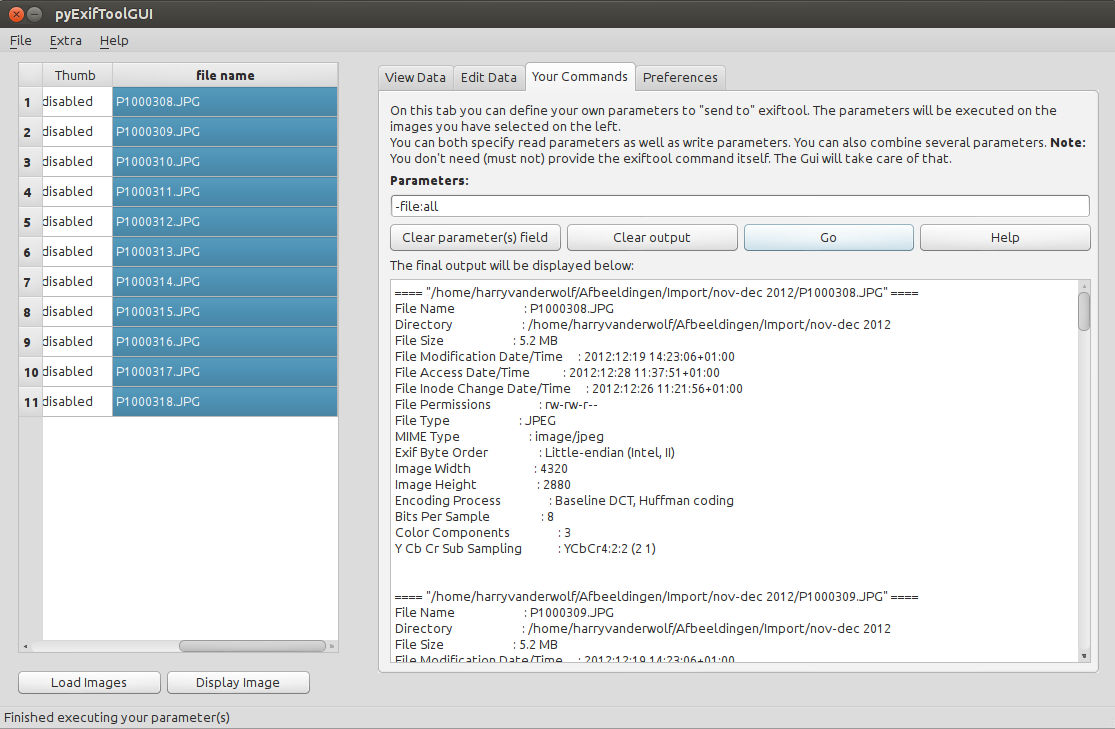 pyExifToolGUI
File Extra Help
Thumb file name
1 disabled P1000308.JPG
2 disabled P1000309.JPG
3 disabled P1000310.JPG
4 disabled P1000311.JPG
5 disabled P1000312.JPG
6 disabled P1000313.JPG
7 disabled P1000314.JPG
8 disabled P1000315.JPG
9 disabled P1000316.JPG
10 disabled P1000317.JPG
11 disabled P1000318.JPG
Load Images Display Image
View Data Edit Data Your Commands Preferences
On this tab you can define your own parameters to "send to" exiftool. The parameters will be executed on the
images you have selected on the left.
You can both specify read parameters as well as write parameters. You can also combine several parameters. Note:
You don't need (must not) provide the exiftool command itself. The Gui will take care of that.
Parameters:
-file:all
Clear parameter(s) field Clear output Go Help
The final output will be displayed below:
==== "/home/harryvanderwolf/Afbeeldingen/Import/nov-dec 2012/P1000308.JPG" ====
File Name : P1000308.JPG
Directory : /home/harryvanderwolf/Afbeeldingen/Import/nov-dec 2012
File Size : 5.2 MB
File Modification Date/Time : 2012:12:19 14:23:06+01:00
File Access Date/Time : 2012:12:28 11:37:51+01:00
File Inode Change Date/Time : 2012:12:26 11:21:56+01:00
File Permissions : rw-rw-r--
File Type : JPEG
MIME Type : image/jpeg
Exif Byte Order : Little-endian (Intel, II)
Image Width : 4320
Image Height : 2880
Encoding Process : Baseline DCT, Huffman coding
Bits Per Sample : 8
Color Components : 3
Y Cb Cr Sub Sampling : YCbCr4:2:2 (2 1)
==== "/home/harryvanderwolf/Afbeeldingen/Import/nov-dec 2012/P1000309.JPG" ====
File Name : P1000309.JPG
Directory : /home/harryvanderwolf/Afbeeldingen/Import/nov-dec 2012
File Size : 5.2 MB
File Modification Date/Time : 2012:12:19 14:23:06+01:00
Finished executing your parameter(s)